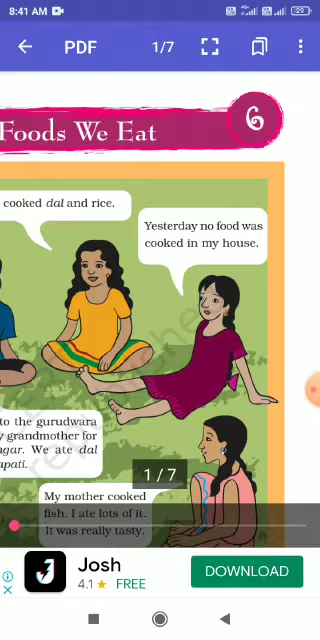 8:41 AM
29
PDF
1/7
Foods We Eat
6
cooked dal and rice.
Yesterday no food was
cooked in my house.
to the gurudwara
grandmother for
We ate dal
1 / 7
My mother cooked
fish. I ate lots of it.
It was really tasty.
Josh
4.1★ FREE
DOWNLOAD